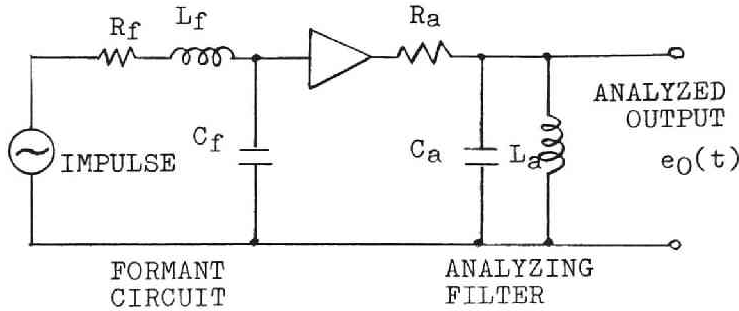 Rf
Lf
Ra
Cf
Ca
La
IMPULSE
ANALYZED
OUTPUT
eO(t)
FORMANT
CIRCUIT
ANALYZING
FILTER